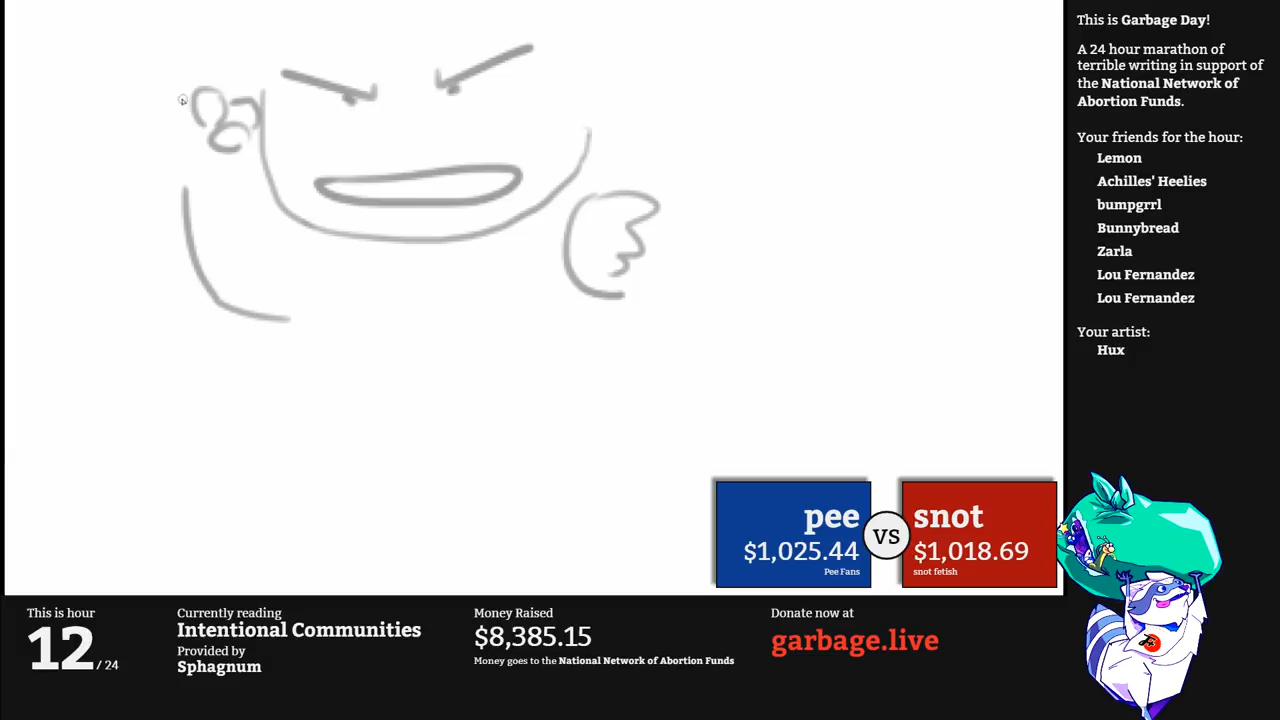 This is Garbage Day!
A 24 hour marathon of
terrible writing in support of
the National Network of
Abortion Funds.
Your friends for the hour:
Lemon
Achilles' Heelies
bumpgrrl
Bunnybread
Zarla
Lou Fernandez
Lou Fernandez
Your artist:
Hux
pee
$1,025.44
Pee Fans
VS
snot
$1,018.69
snot fetish
This is hour
12 / 24
Currently reading
Intentional Communities
Provided by
Sphagnum
Money Raised
$8,385.15
Money goes to the National Network of Abortion Funds
Donate now at
garbage.live